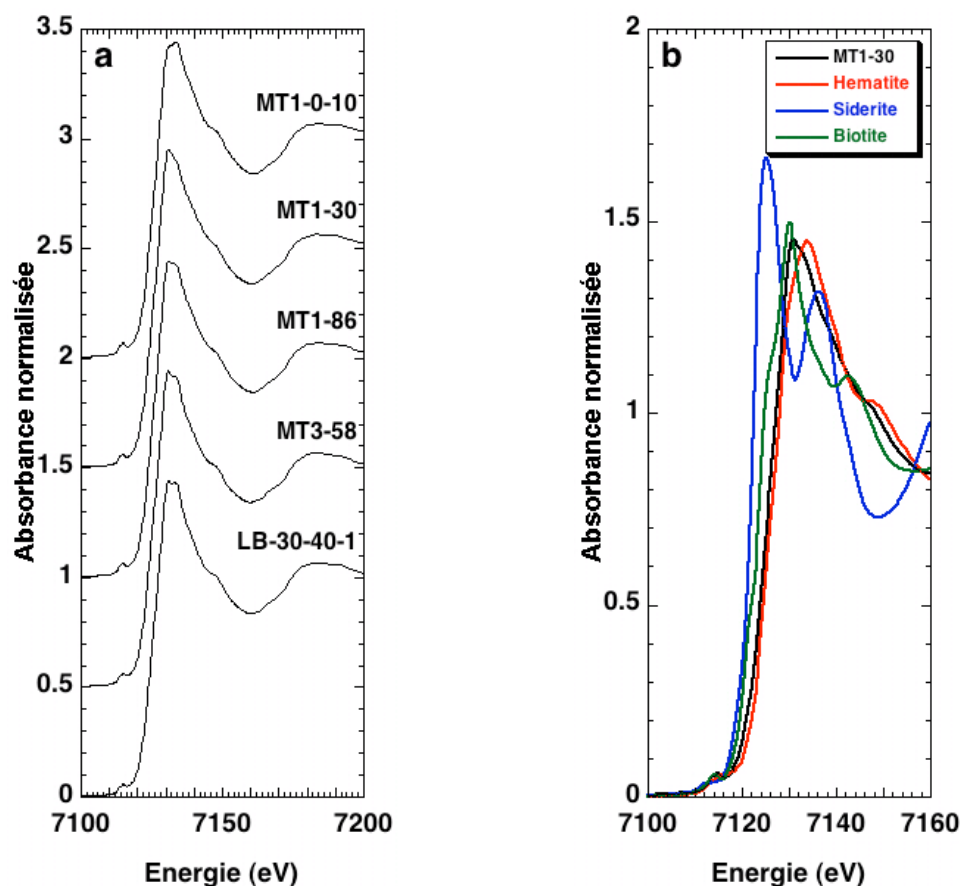 a
3.5
3
2.5
2
1.5
1
0.5
0
MT1-0-10
MT1-30
MT1-86
MT3-58
LB-30-40-1
7100
7150
7200
Absorbance normalisée
Energie (eV)
b
2
1.5
1
0.5
0
MT1-30
Hematite
Siderite
Biotite
7100
7120
7140
7160
Absorbance normalisée
Energie (eV)